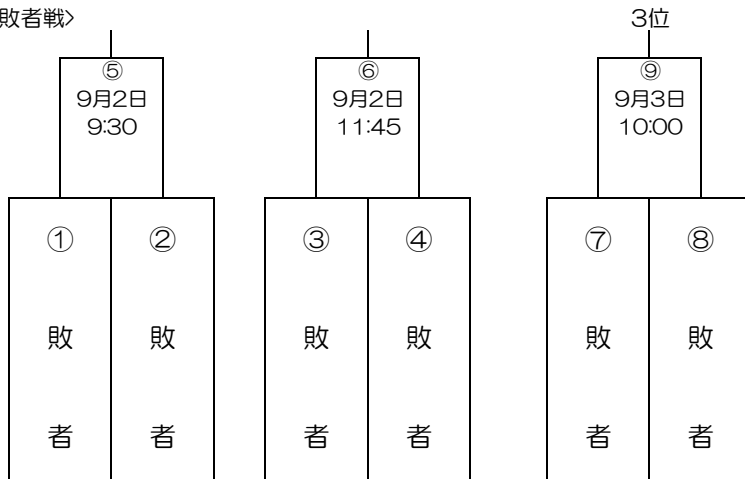 敗者戦>
3位
⑤
9月2日
9:30
⑥
9月2日
11:45
⑨
9月3日
10:00
①敗者
②敗者
③敗者
④敗者
⑦敗者
⑧敗者